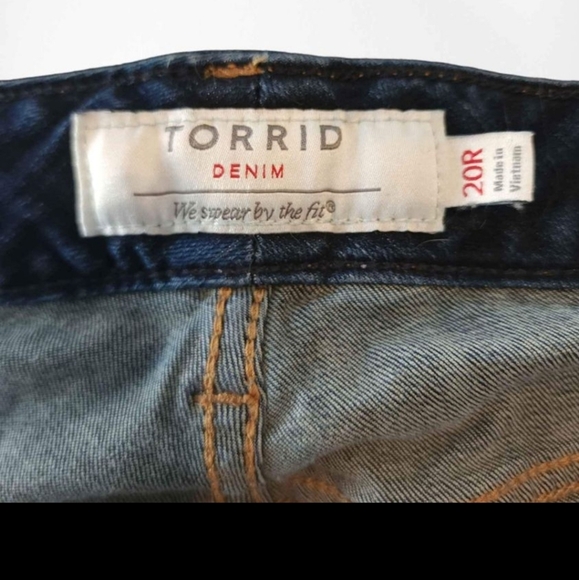 TORRID
DENIM
We swear by the fit®
20R
Made in
Vietnam